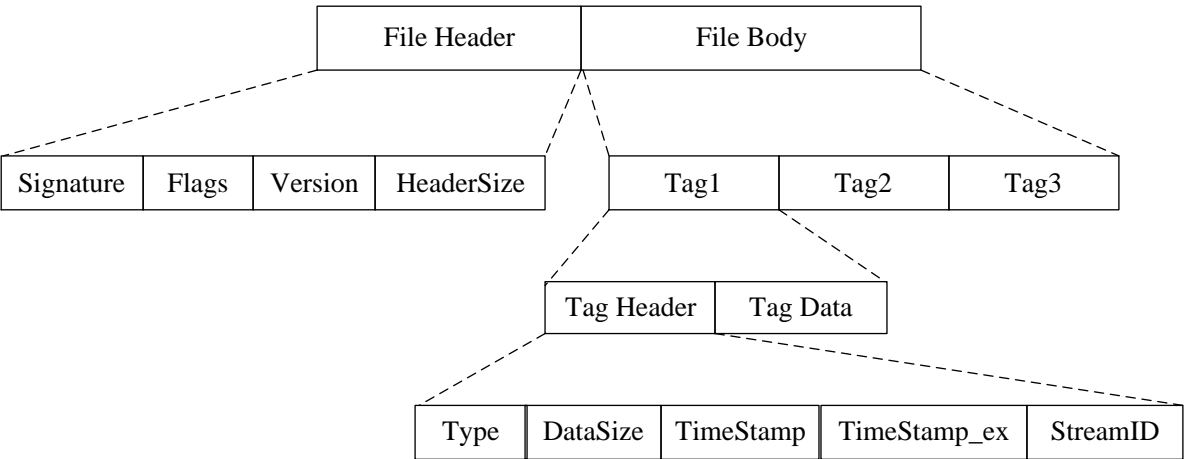 File Header File Body
Signature Flags Version HeaderSize Tag1 Tag2 Tag3
Tag Header Tag Data
Type DataSize TimeStamp TimeStamp_ex StreamID